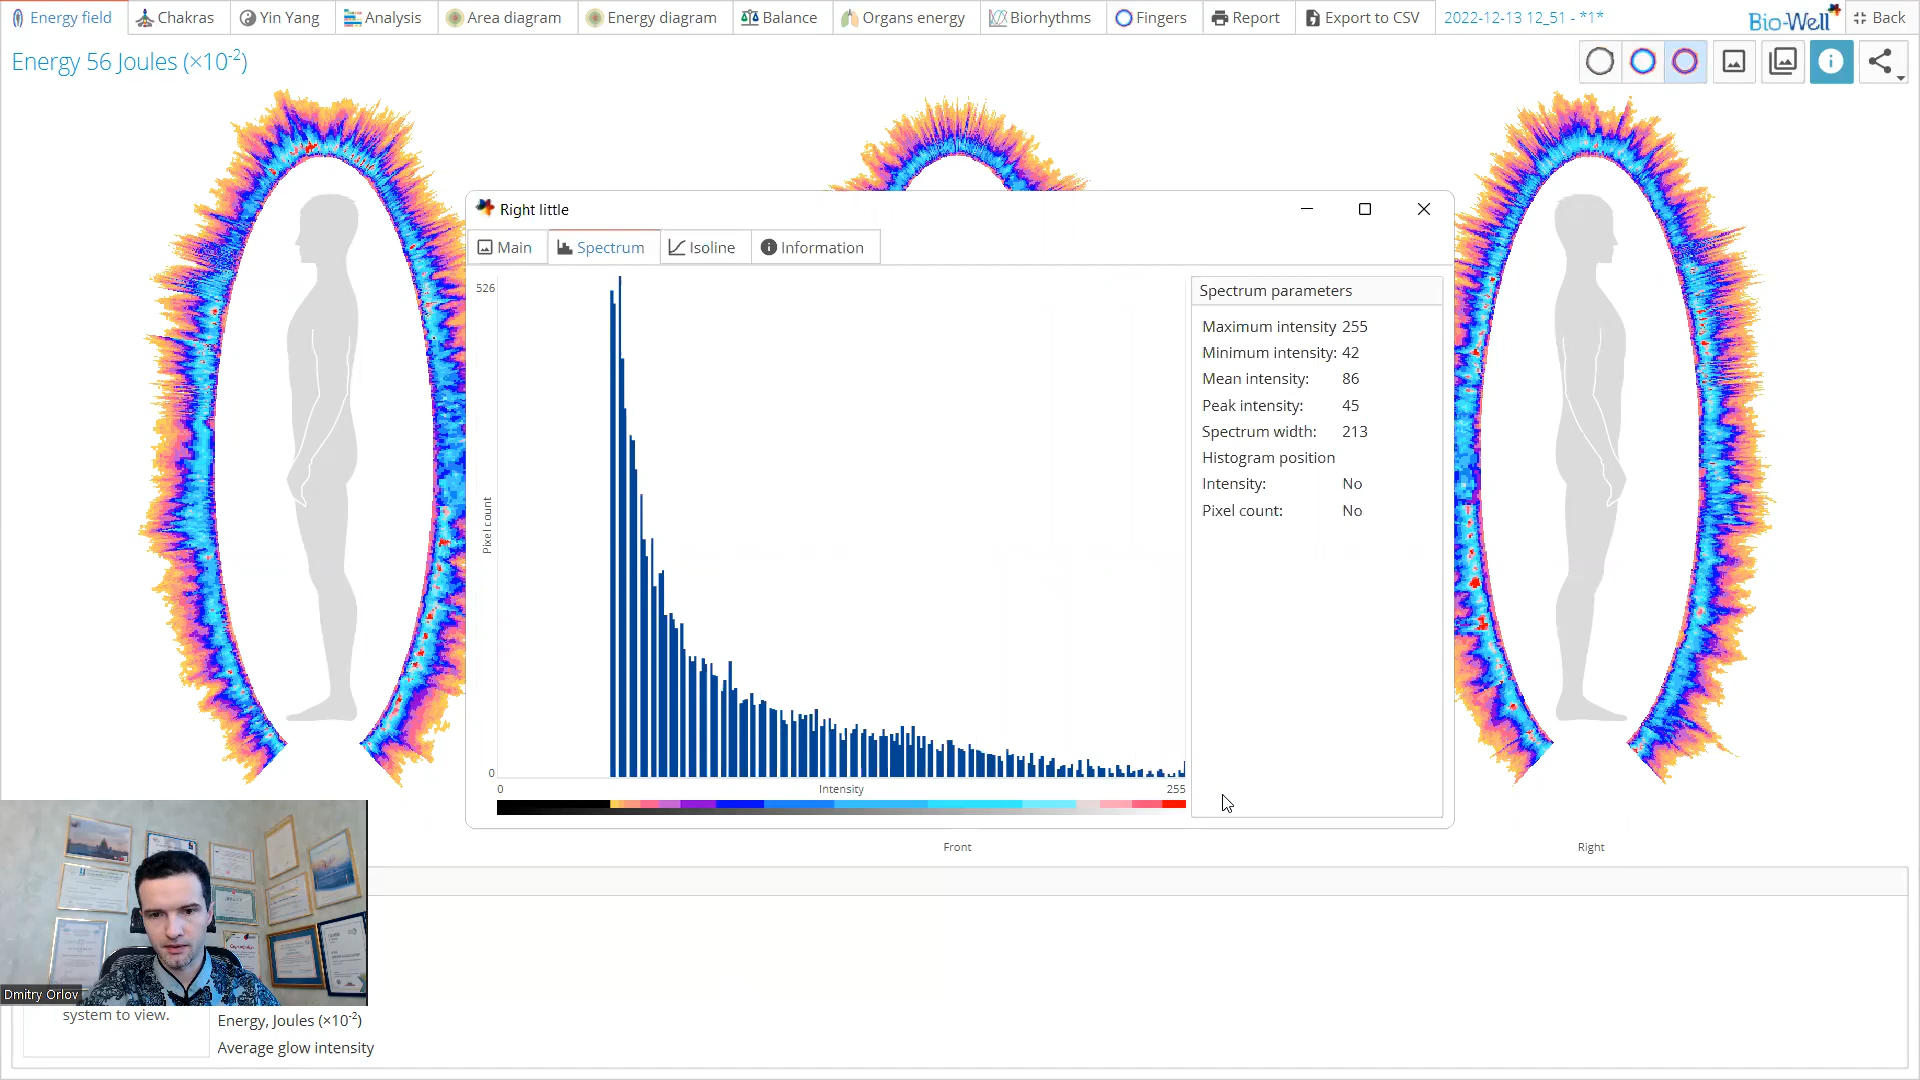 Energy field
Chakras
Yin Yang
Analysis
Area diagram
Energy diagram
Balance
Organs energy
Biorhythms
Fingers
Report
Export to CSV
2022-12-13 12_51 - *1*
Bio-Well
Back
Energy 56 Joules (×10⁻²)
Right little
Main
Spectrum
Isoline
Information
526
Pixel count
0
0
Intensity
255
Spectrum parameters
Maximum intensity 255
Minimum intensity: 42
Mean intensity: 86
Peak intensity: 45
Spectrum width: 213
Histogram position
Intensity: No
Pixel count: No
Front
Right
Dmitry Orlov
system to view.
Energy, Joules (×10⁻²)
Average glow intensity